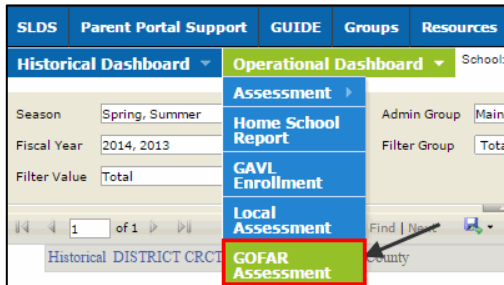 SLDS Parent Portal Support GUIDE Groups Resources
Historical Dashboard Operational Dashboard School:
Assessment
Season Spring, Summer Admin Group Main
Home School
Report
Fiscal Year 2014, 2013 Filter Group Tota
Filter Value Total
GAVL
Enrollment
Local
Assessment
1 of 1 Find | Next
Historical DISTRICT CRCT County
GOFAR
Assessment